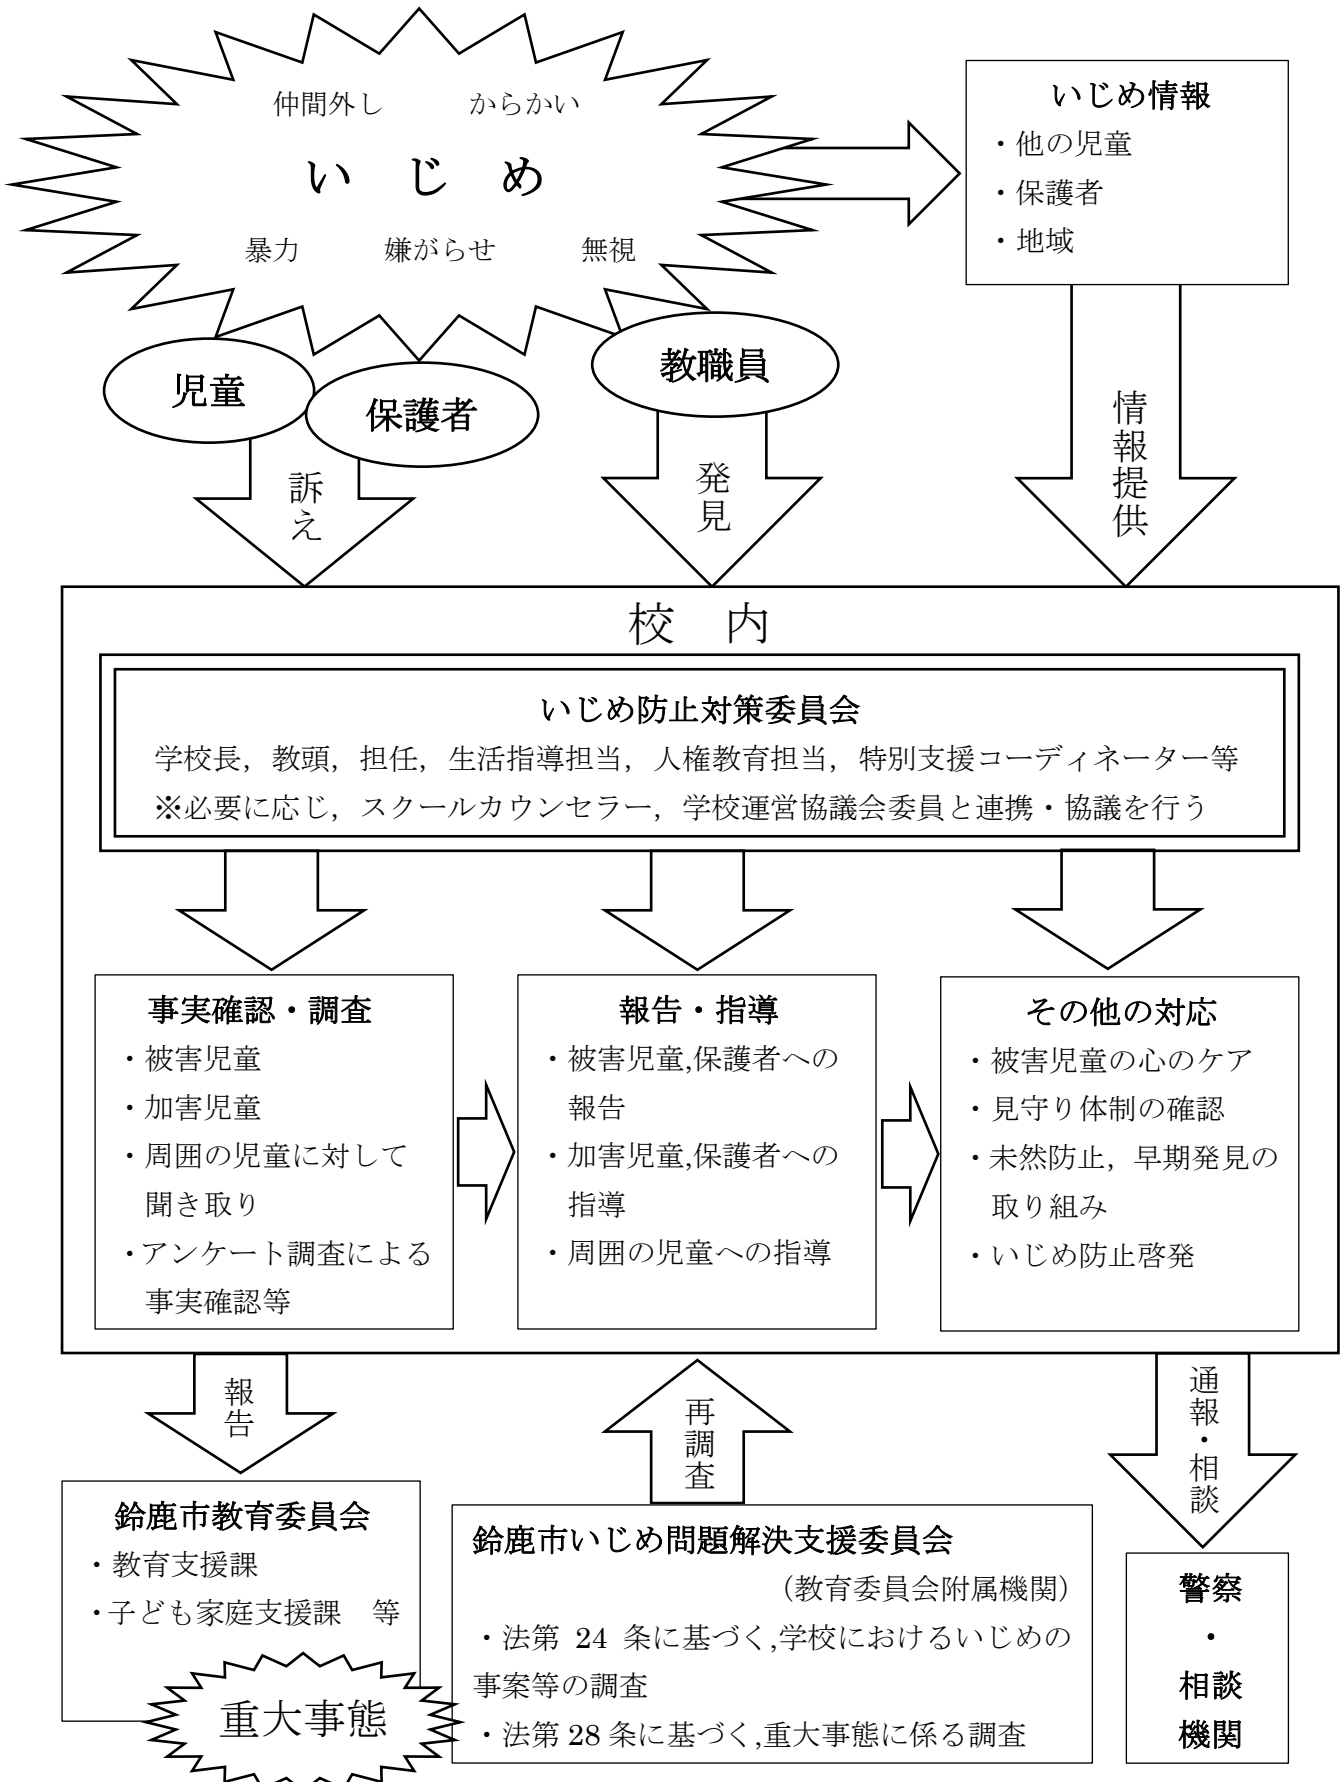 仲間外し　からかい
い　じ　め
暴力　嫌がらせ　無視
いじめ情報
・他の児童
・保護者
・地域
児童
保護者
教職員
訴え
発見
情報提供
校　内
いじめ防止対策委員会
学校長，教頭，担任，生活指導担当，人権教育担当，特別支援コーディネーター等
※必要に応じ，スクールカウンセラー，学校運営協議会委員と連携・協議を行う
事実確認・調査
・被害児童
・加害児童
・周囲の児童に対して
聞き取り
・アンケート調査による
事実確認等
報告・指導
・被害児童,保護者への
報告
・加害児童,保護者への
指導
・周囲の児童への指導
その他の対応
・被害児童の心のケア
・見守り体制の確認
・未然防止，早期発見の
取り組み
・いじめ防止啓発
報告
再調査
通報・相談
鈴鹿市教育委員会
・教育支援課
・子ども家庭支援課　等
重大事態
鈴鹿市いじめ問題解決支援委員会
（教育委員会附属機関）
・法第 24 条に基づく,学校におけるいじめの
事案等の調査
・法第 28 条に基づく,重大事態に係る調査
警察
・
相談
機関